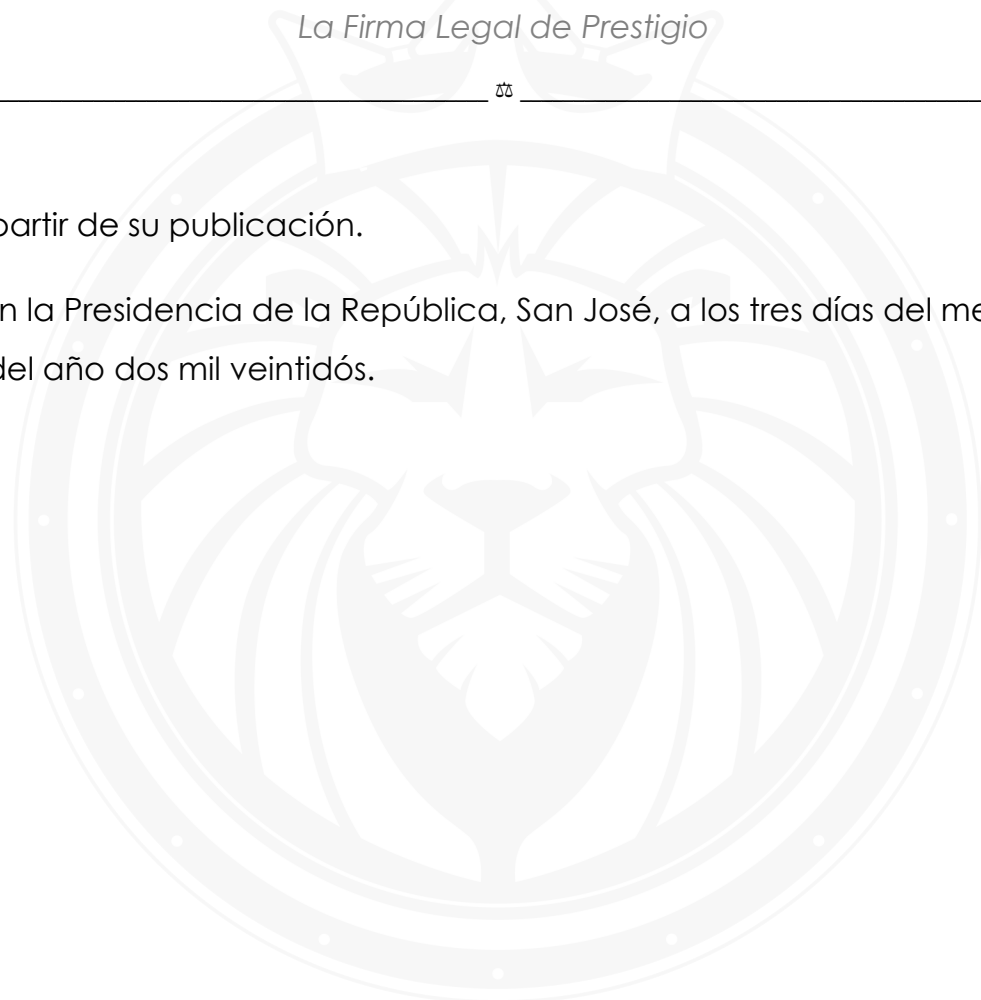 La Firma Legal de Prestigio
partir de su publicación.
n la Presidencia de la República, San José, a los tres días del me
del año dos mil veintidós.